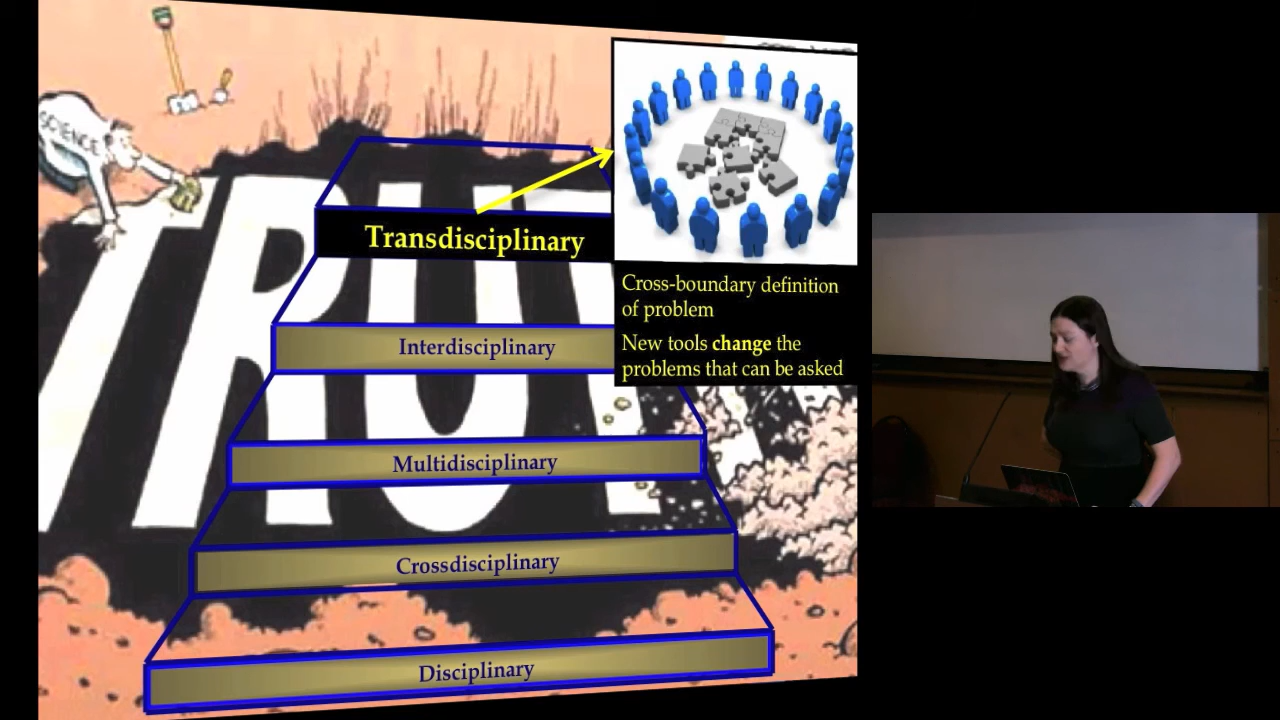 SCIENCE
TRUT
Transdisciplinary
Cross-boundary definition
of problem
New tools change the
problems that can be asked
Interdisciplinary
Multidisciplinary
Crossdisciplinary
Disciplinary